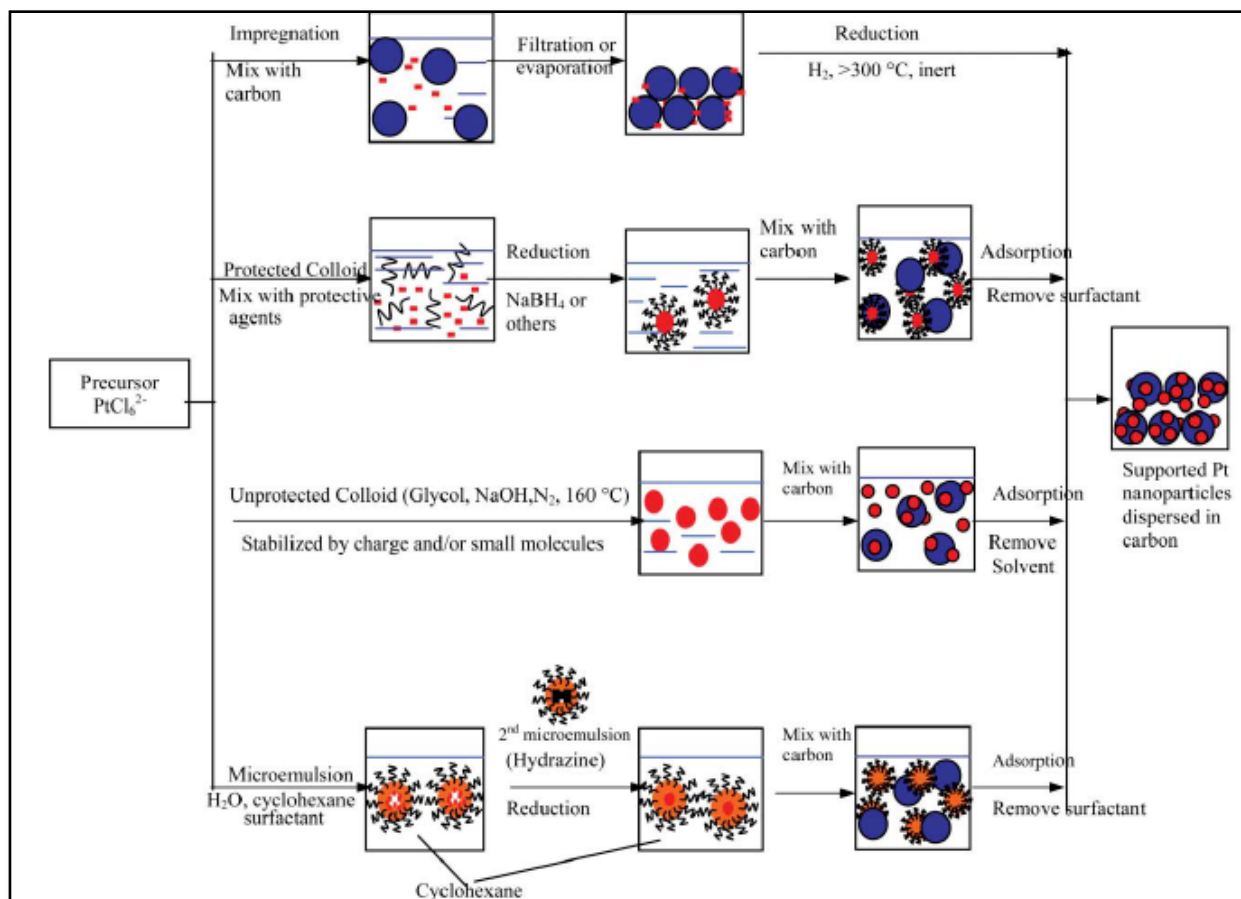 Impregnation
Mix with
carbon
Filtration or
evaporation
Reduction
H₂, >300 °C, inert
Protected Colloid
Mix with protective
agents
Reduction
NaBH₄ or
others
Mix with
carbon
Adsorption
Remove surfactant
Precursor
PtCl₆²⁻
Supported Pt
nanoparticles
dispersed in
carbon
Unprotected Colloid (Glycol, NaOH,N₂, 160 °C)
Stabilized by charge and/or small molecules
Mix with
carbon
Adsorption
Remove
Solvent
2ⁿᵈ microemulsion
(Hydrazine)
Reduction
Microemulsion
H₂O, cyclohexane
surfactant
Mix with
carbon
Adsorption
Remove surfactant
Cyclohexane